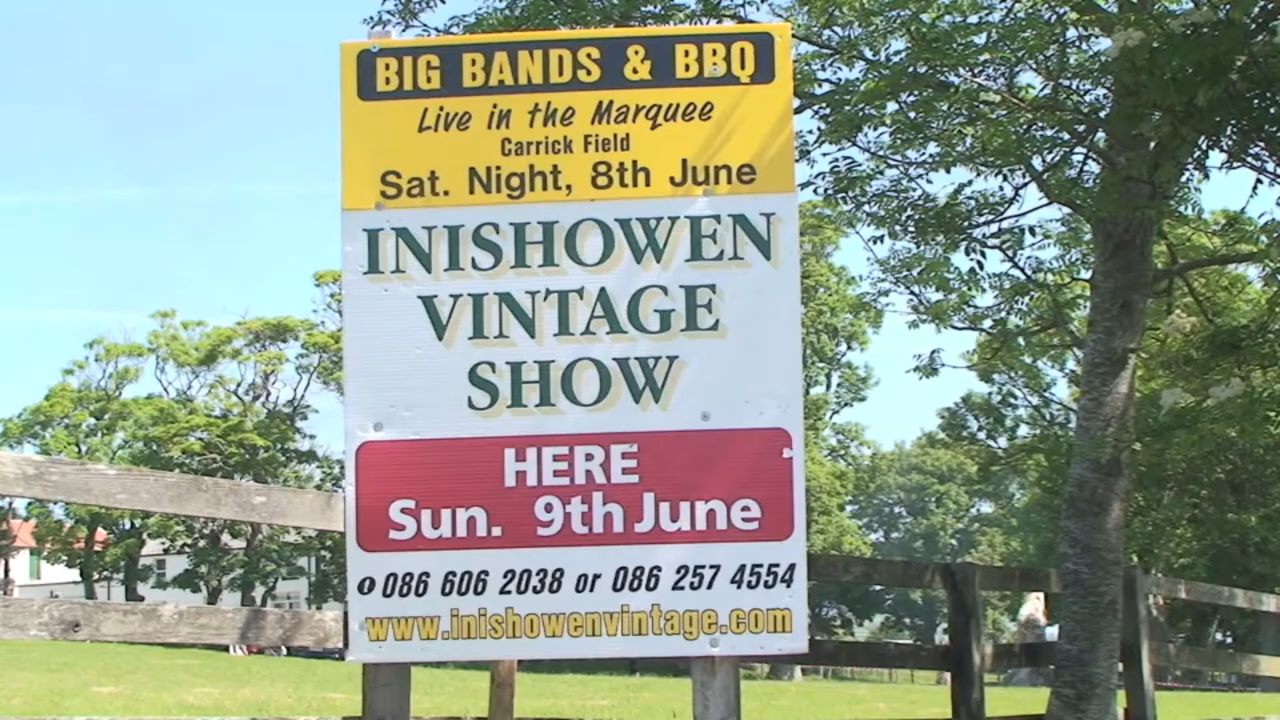 BIG BANDS & BBQ
Live in the Marquee
Carrick Field
Sat. Night, 8th June
INISHOWEN
VINTAGE
SHOW
HERE
Sun. 9th June
086 606 2038 or 086 257 4554
www.inishowenvintage.com